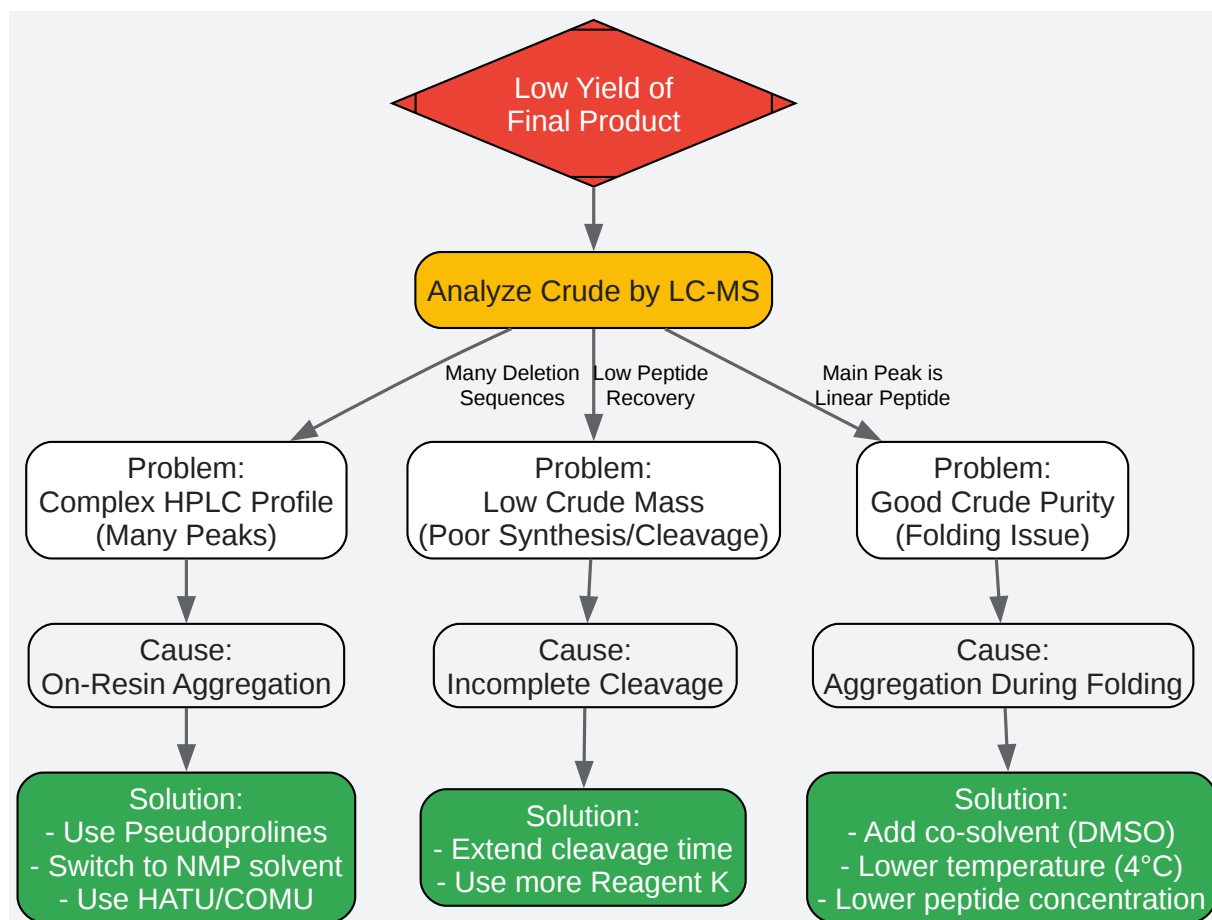 Low Yield of
Final Product
Analyze Crude by LC-MS
Many Deletion
Sequences
Low Peptide
Recovery
Main Peak is
Linear Peptide
Problem:
Complex HPLC Profile
(Many Peaks)
Problem:
Low Crude Mass
(Poor Synthesis/Cleavage)
Problem:
Good Crude Purity
(Folding Issue)
Cause:
On-Resin Aggregation
Cause:
Incomplete Cleavage
Cause:
Aggregation During Folding
Solution:
- Use Pseudoprolines
- Switch to NMP solvent
- Use HATU/COMU
Solution:
- Extend cleavage time
- Use more Reagent K
Solution:
- Add co-solvent (DMSO)
- Lower temperature (4°C)
- Lower peptide concentration